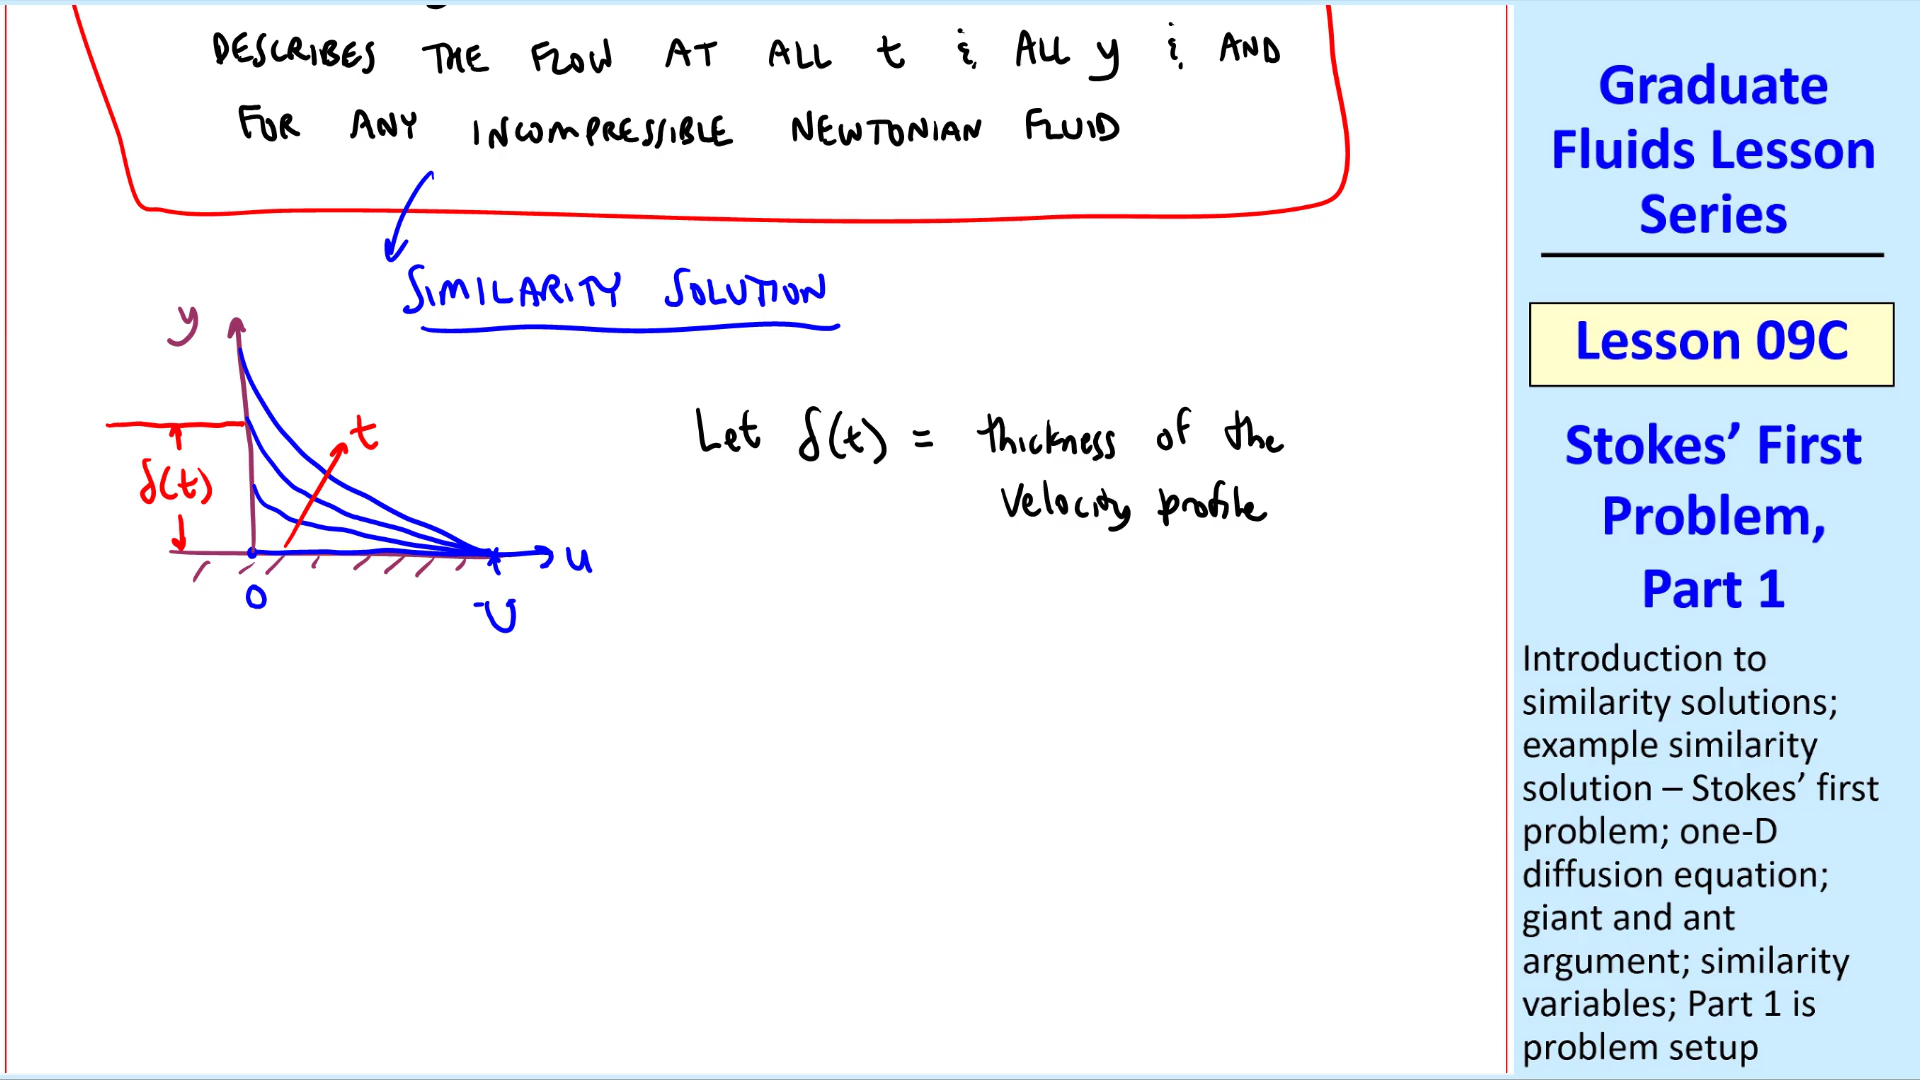 DESCRIBES THE FLOW AT ALL t & ALL y & AND
FOR ANY INCOMPRESSIBLE NEWTONIAN FLUID
SIMILARITY SOLUTION
y
t
δ(t)
u
0
U
Let δ(t) = thickness of the
velocity profile
Graduate
Fluids Lesson
Series
Lesson 09C
Stokes’ First
Problem,
Part 1
Introduction to
similarity solutions;
example similarity
solution – Stokes’ first
problem; one-D
diffusion equation;
giant and ant
argument; similarity
variables; Part 1 is
problem setup